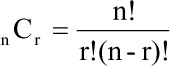 nCr = n! / r!(n - r)!